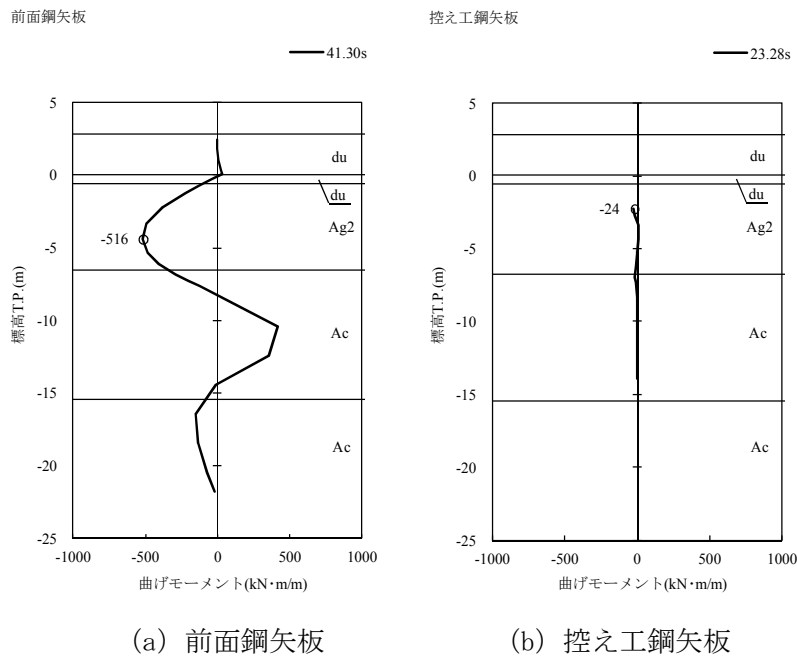 前面鋼矢板
41.30s
5
0
-5
-10
-15
-20
-25
標高T.P.(m)
-516
du
du
Ag2
Ac
Ac
-1000 -500 0 500 1000
曲げモーメント(kN･m/m)
(a) 前面鋼矢板
控え工鋼矢板
23.28s
5
0
-5
-10
-15
-20
-25
標高T.P.(m)
-24
du
du
Ag2
Ac
Ac
-1000 -500 0 500 1000
曲げモーメント(kN･m/m)
(b) 控え工鋼矢板